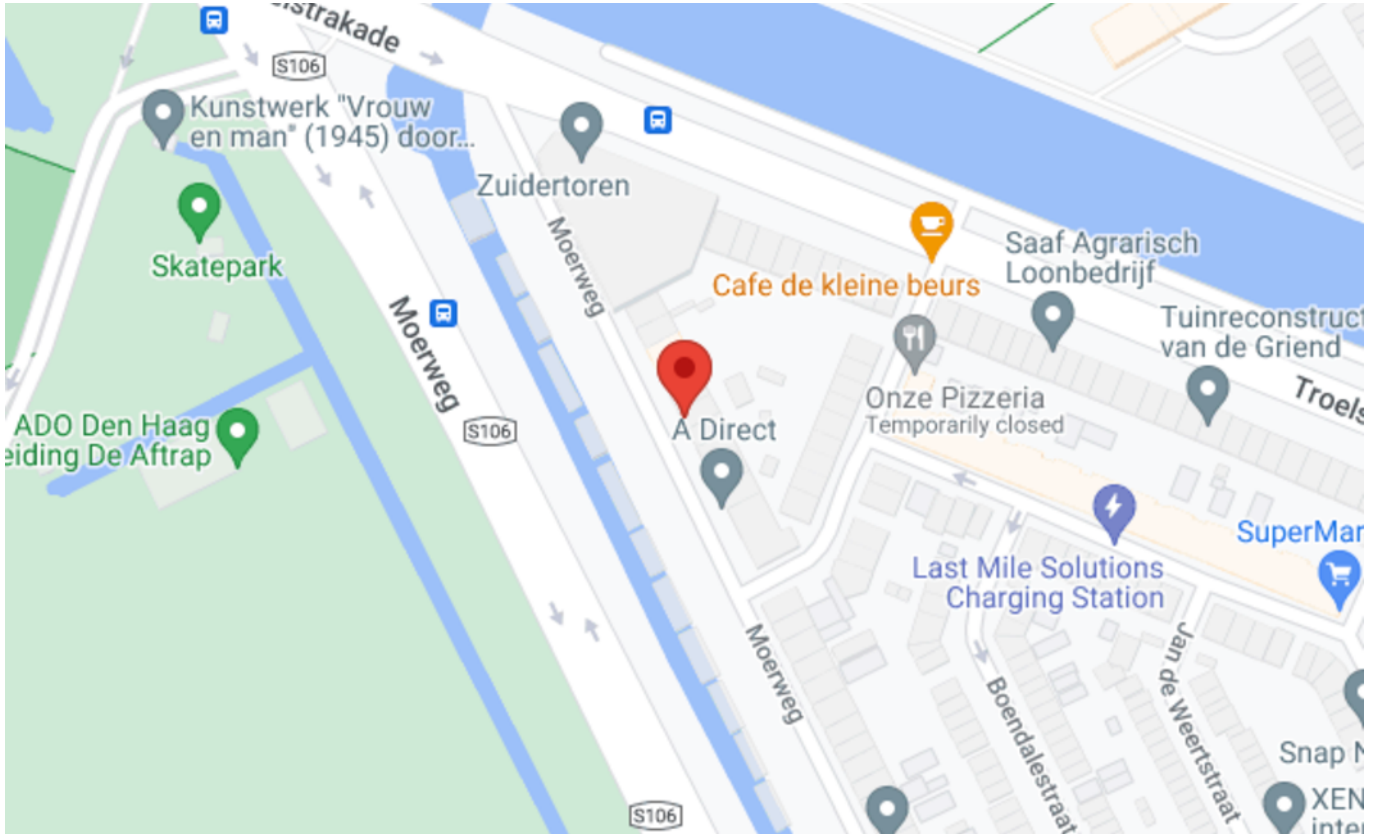 lstrakade
S106
Kunstwerk "Vrouw
en man" (1945) door...
Zuidertoren
Skatepark
Moerweg
Saaf Agrarisch
Loonbedrijf
Cafe de kleine beurs
Tuinreconstruct
van de Griend
Moerweg
Troels
Onze Pizzeria
Temporarily closed
ADO Den Haag
eiding De Aftrap
S106
A Direct
SuperMar
Last Mile Solutions
Charging Station
Moerweg
Jan de Weertstraat
Boendalestraat
Snap N
XEN
inter
S106